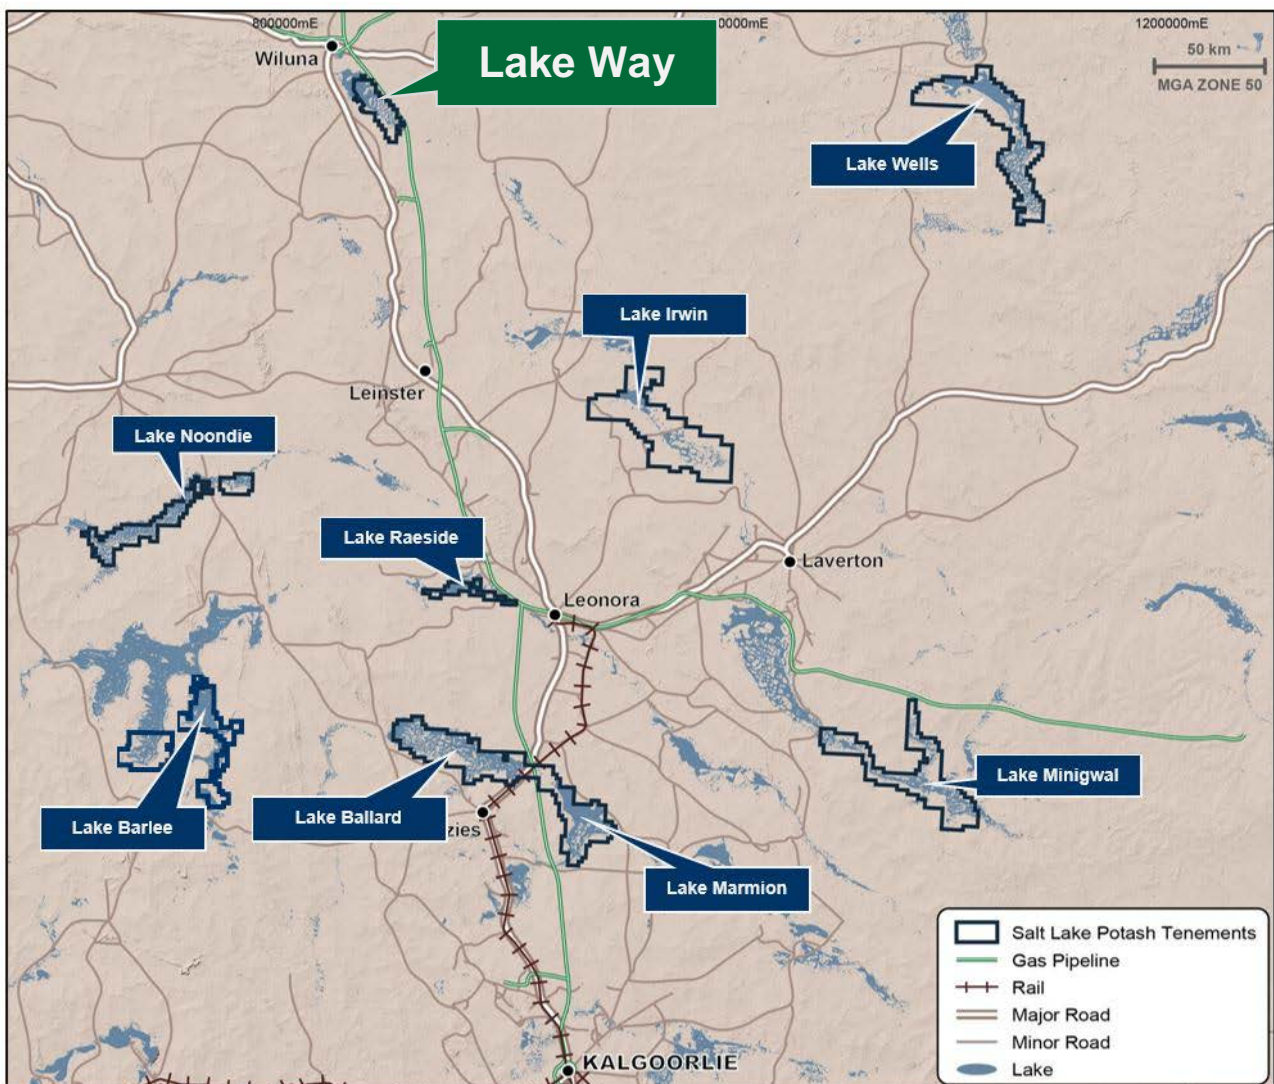 800000mE
00000mE
1200000mE
Wiluna
Lake Way
50 km
MGA ZONE 50
Lake Wells
Lake Irwin
Leinster
Lake Noondie
Lake Raeside
Laverton
Leonora
Lake Minigwal
Lake Ballard
Lake Barlee
zies
Lake Marmion
Salt Lake Potash Tenements
Gas Pipeline
Rail
Major Road
Minor Road
Lake
KALGOORLIE